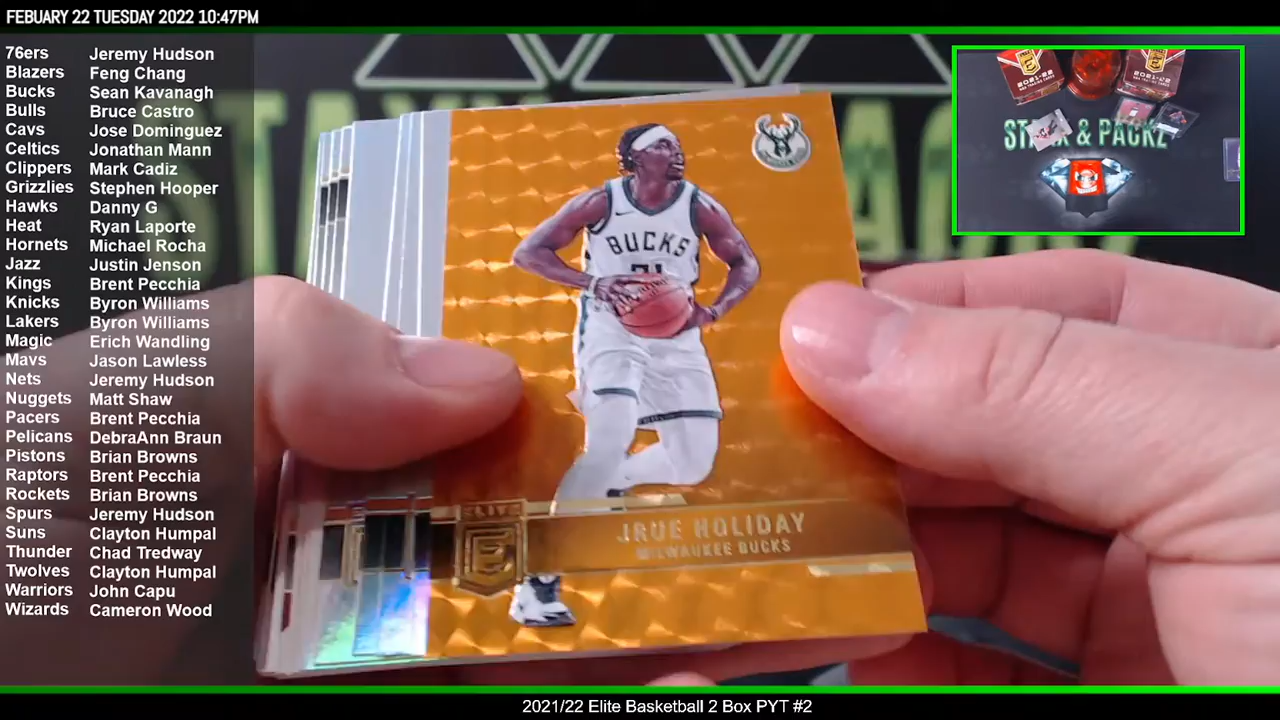 FEBUARY 22 TUESDAY 2022 10:47PM
76ers Jeremy Hudson
Blazers Feng Chang
Bucks Sean Kavanagh
Bulls Bruce Castro
Cavs Jose Dominguez
Celtics Jonathan Mann
Clippers Mark Cadiz
Grizzlies Stephen Hooper
Hawks Danny G
Heat Ryan Laporte
Hornets Michael Rocha
Jazz Justin Jenson
Kings Brent Pecchia
Knicks Byron Williams
Lakers Byron Williams
Magic Erich Wandling
Mavs Jason Lawless
Nets Jeremy Hudson
Nuggets Matt Shaw
Pacers Brent Pecchia
Pelicans DebraAnn Braun
Pistons Brian Browns
Raptors Brent Pecchia
Rockets Brian Browns
Spurs Jeremy Hudson
Suns Clayton Humpal
Thunder Chad Tredway
Twolves Clayton Humpal
Warriors John Capu
Wizards Cameron Wood
BUCKS
21
ELITE
E
JRUE HOLIDAY
MILWAUKEE BUCKS
2021-22
2021-22
& PACKZ
2021/22 Elite Basketball 2 Box PYT #2